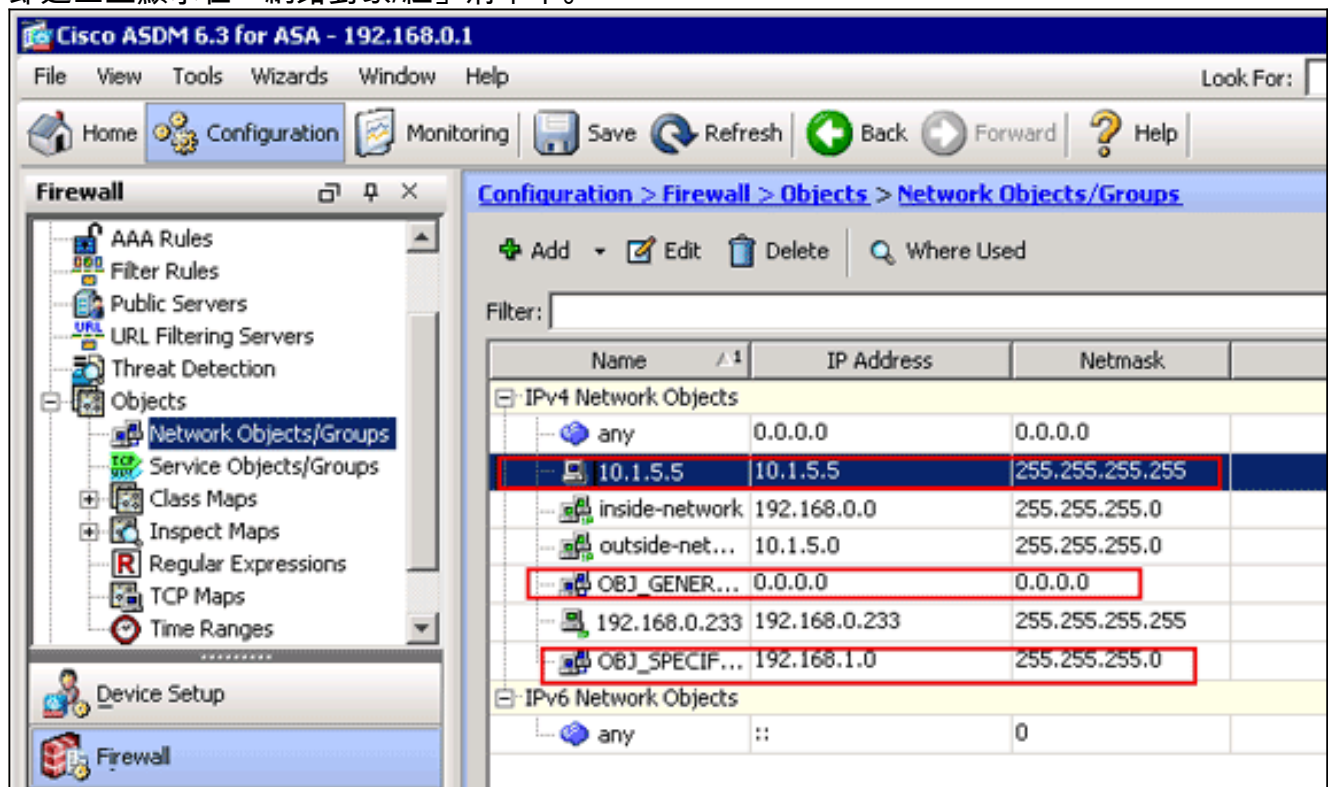 Cisco ASDM 6.3 for ASA - 192.168.0.1
File View Tools Wizards Window Help Look For:
Home Configuration Monitoring Save Refresh Back Forward Help
Firewall
AAA Rules
Filter Rules
Public Servers
URL Filtering Servers
Threat Detection
Objects
Network Objects/Groups
Service Objects/Groups
Class Maps
Inspect Maps
Regular Expressions
TCP Maps
Time Ranges
Device Setup
Firewall
Configuration > Firewall > Objects > Network Objects/Groups
Add Edit Delete Where Used
Filter:
Name 1 IP Address Netmask
IPv4 Network Objects
any 0.0.0.0 0.0.0.0
10.1.5.5 10.1.5.5 255.255.255.255
inside-network 192.168.0.0 255.255.255.0
outside-net... 10.1.5.0 255.255.255.0
OBJ_GENER... 0.0.0.0 0.0.0.0
192.168.0.233 192.168.0.233 255.255.255.255
OBJ_SPECIF... 192.168.1.0 255.255.255.0
IPv6 Network Objects
any :: 0